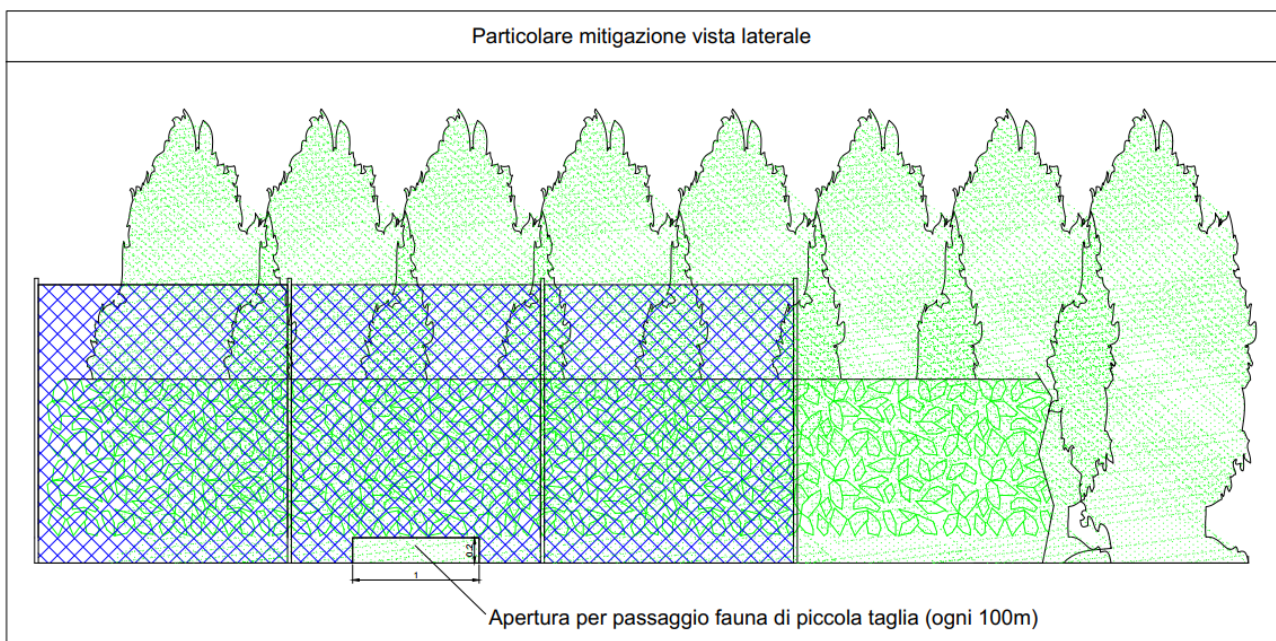 Particolare mitigazione vista laterale
0.2
1
Apertura per passaggio fauna di piccola taglia (ogni 100m)